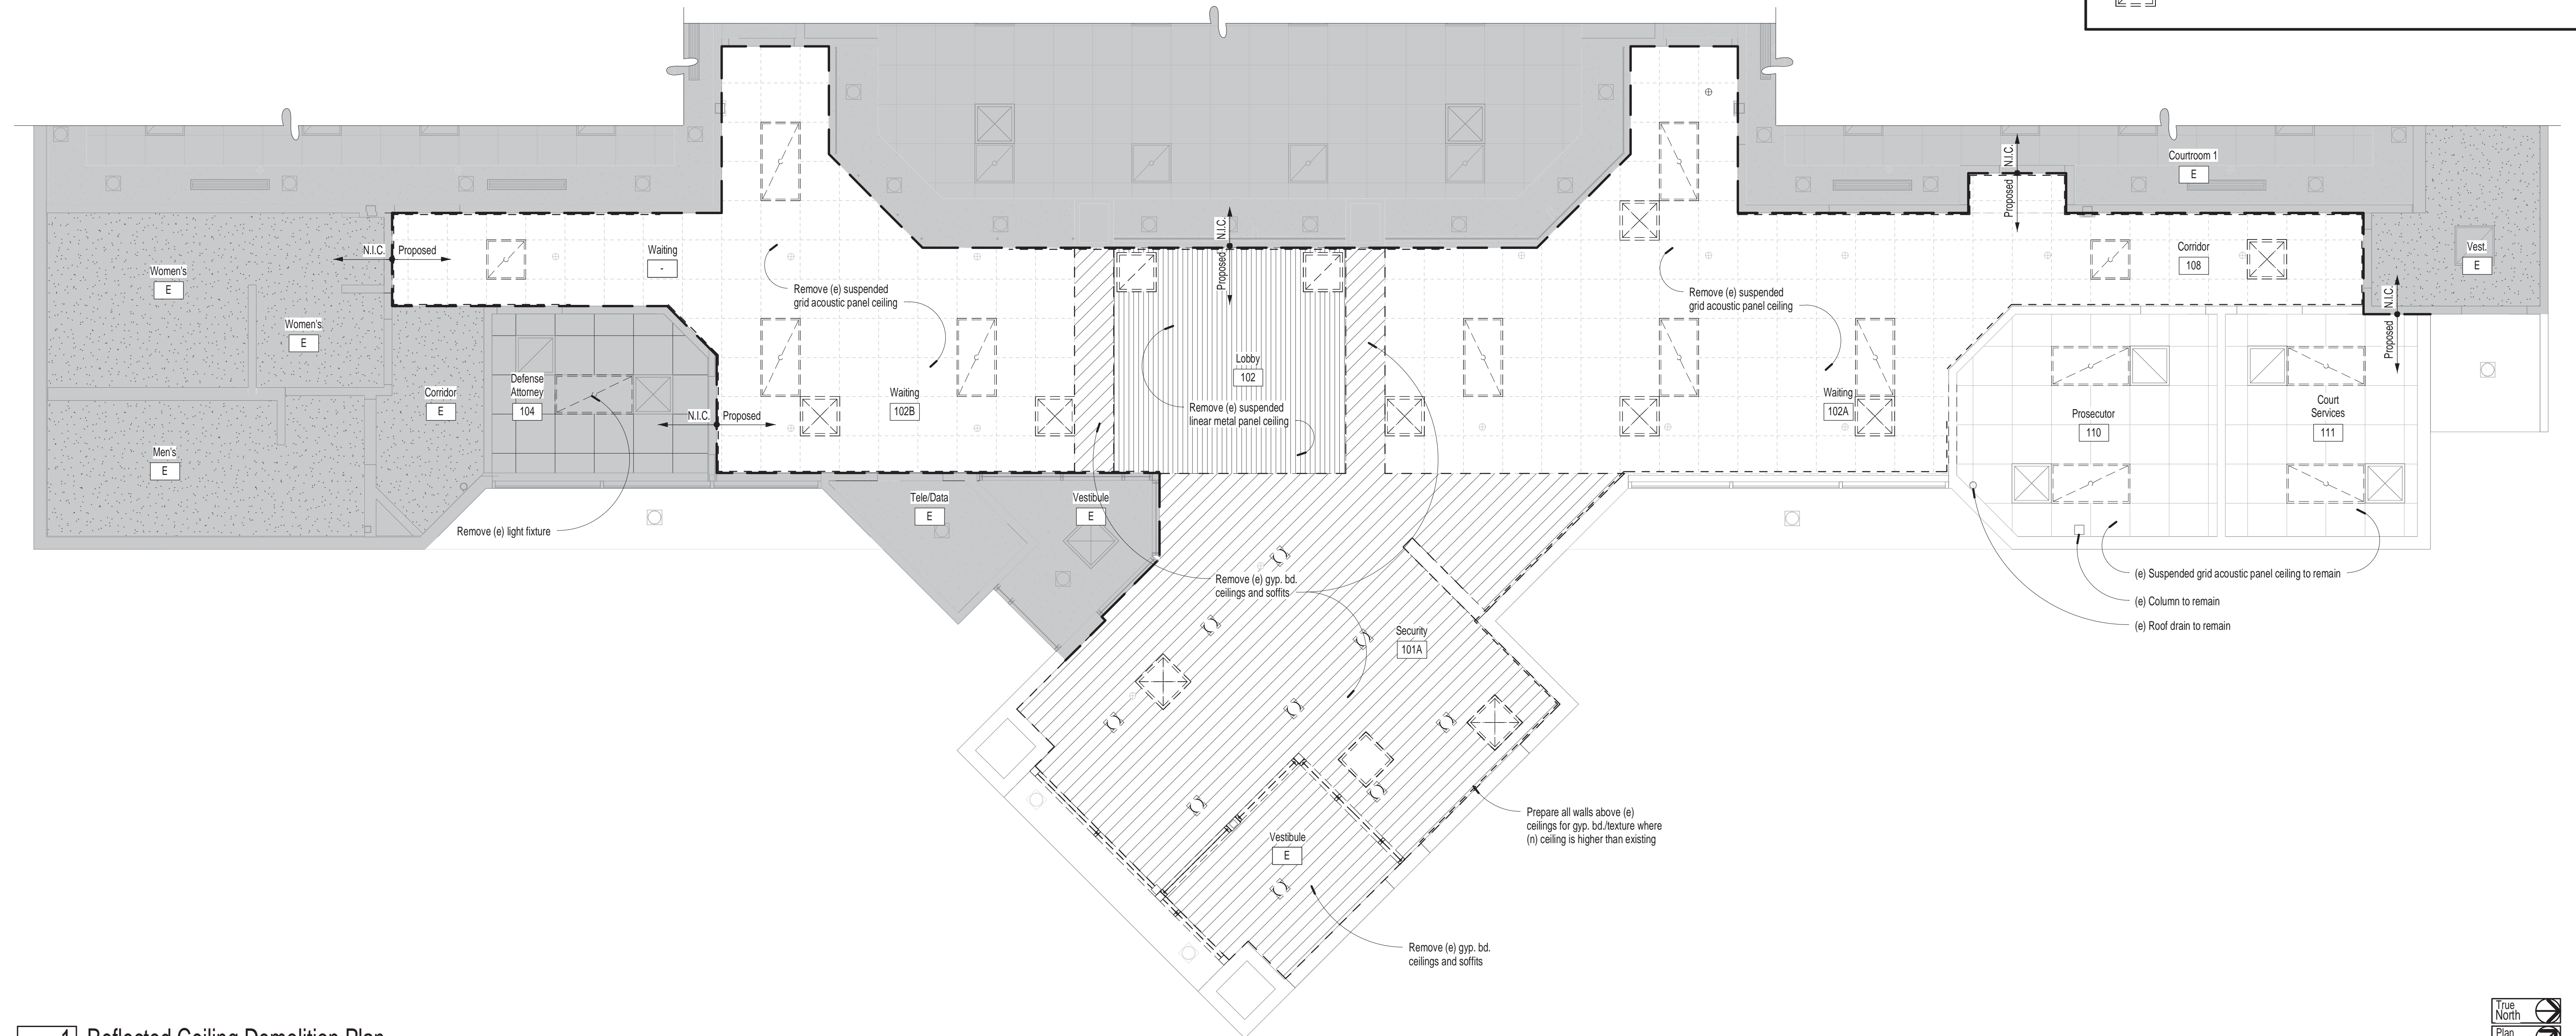 Courtroom 1
E
N.I.C.
Proposed
N.I.C.
Proposed
N.I.C.
Proposed
Waiting
-
Corridor
108
Vest.
E
Women's
E
Women's
E
Remove (e) suspended
grid acoustic panel ceiling
Remove (e) suspended
grid acoustic panel ceiling
N.I.C.
Proposed
Lobby
102
Corridor
E
Defense
Attorney
104
Waiting
102B
Remove (e) suspended
linear metal panel ceiling
Waiting
102A
Prosecutor
110
Court
Services
111
N.I.C.
Proposed
Men's
E
Tele/Data
E
Vestibule
E
Remove (e) light fixture
Remove (e) gyp. bd.
ceilings and soffits
(e) Suspended grid acoustic panel ceiling to remain
(e) Column to remain
(e) Roof drain to remain
Security
101A
Prepare all walls above (e)
ceilings for gyp. bd./texture where
(n) ceiling is higher than existing
Vestibule
E
Remove (e) gyp. bd.
ceilings and soffits
True
North
Plan
1 Reflected Ceiling Demolition Plan